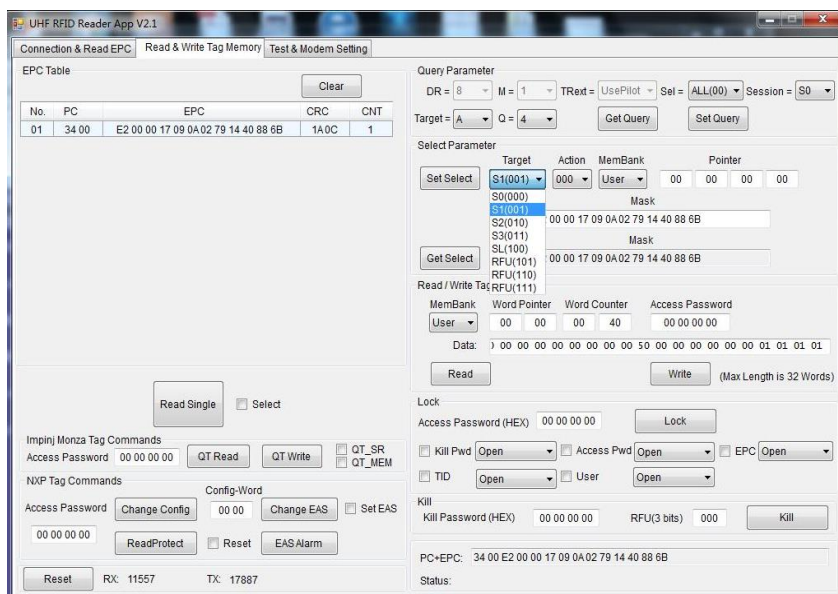 UHF RFID Reader App V2.1
Connection & Read EPC Read & Write Tag Memory Test & Modem Setting
EPC Table
Clear
No. PC EPC CRC CNT
01 34 00 E2 00 00 17 09 0A 02 79 14 40 88 6B 1A 0C 1
Read Single Select
Impinj Monza Tag Commands
Access Password 00 00 00 00 QT Read QT Write QT_SR
QT_MEM
NXP Tag Commands
Config-Word
Access Password Change Config 00 00 Change EAS Set EAS
00 00 00 00 ReadProtect Reset EAS Alarm
Reset RX: 11557 TX: 17887
Query Parameter
DR = 8 M = 1 TRext = UsePilot Sel = ALL(00) Session = S0
Target = A Q = 4 Get Query Set Query
Select Parameter
Target Action MemBank Pointer
Set Select S1(001) 000 User 00 00 00 00
S0(000)
Mask
S1(001)
00 00 17 09 0A 02 79 14 40 88 6B
S2(010)
S3(011)
Mask
SL(100)
Get Select RFU(101) 00 00 17 09 0A 02 79 14 40 88 6B
RFU(110)
Read / Write Tag RFU(111)
MemBank Word Pointer Word Counter Access Password
User 00 00 00 40 00 00 00 00
Data: 00 00 00 00 00 00 00 00 50 00 00 00 00 00 01 01 01 01
Read Write (Max Length is 32 Words)
Lock
Access Password (HEX) 00 00 00 00 Lock
Kill Pwd Open Access Pwd Open EPC Open
TID Open User Open
Kill
Kill Password (HEX) 00 00 00 00 RFU(3 bits) 000 Kill
PC+EPC: 34 00 E2 00 00 17 09 0A 02 79 14 40 88 6B
Status: